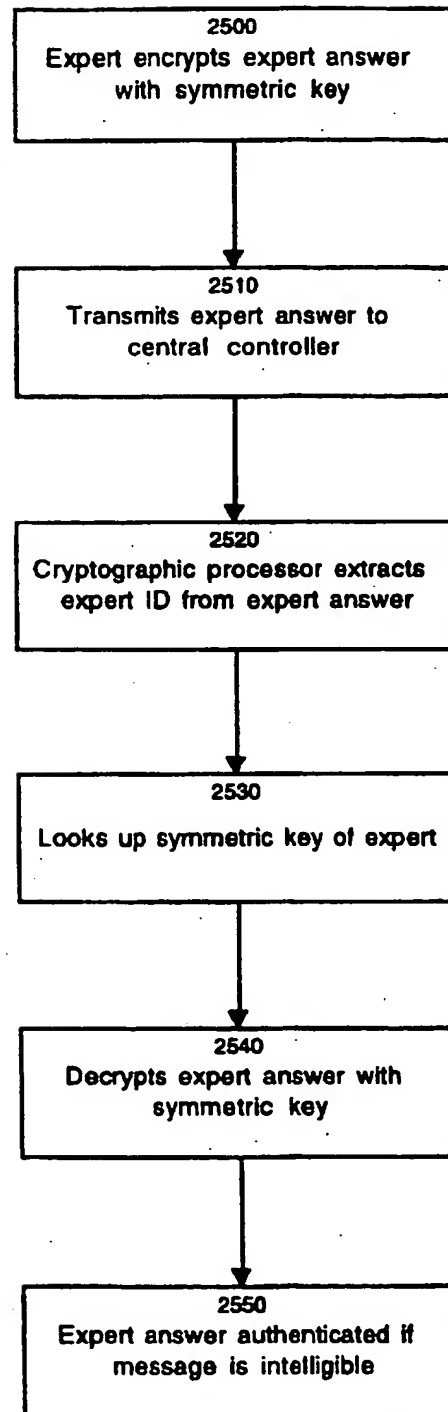 2500
Expert encrypts expert answer
with symmetric key
2510
Transmits expert answer to
central controller
2520
Cryptographic processor extracts
expert ID from expert answer
2530
Looks up symmetric key of expert
2540
Decrypts expert answer with
symmetric key
2550
Expert answer authenticated if
message is intelligible